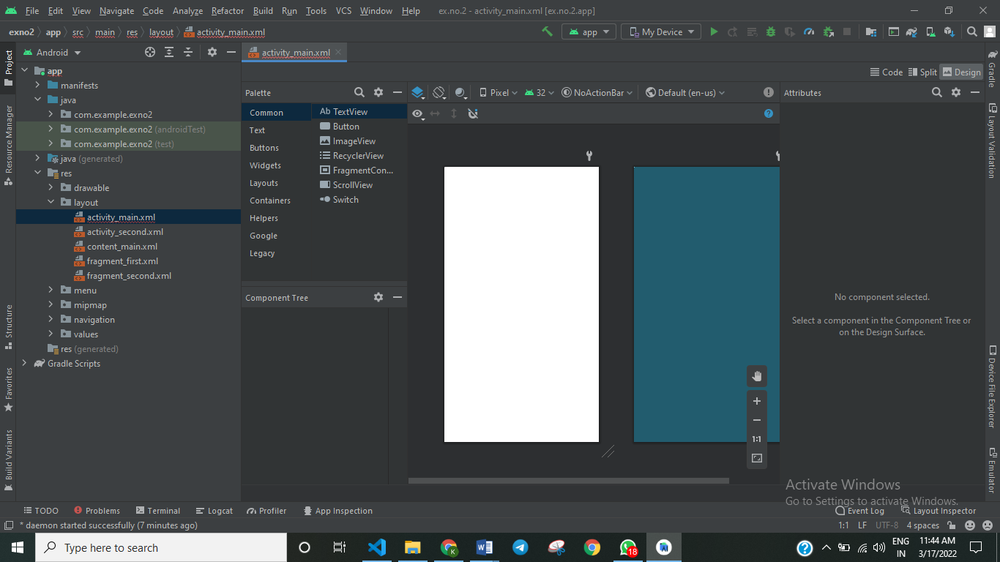 File Edit View Navigate Code Analyze Refactor Build Run Tools VCS Window Help ex.no.2 - activity_main.xml [ex.no.2.app]
exno2 app src main res layout activity_main.xml app My Device
Android activity_main.xml
Code Split Design
Project
Resource Manager
Structure
Favorites
Build Variants
app
manifests
java
com.example.exno2
com.example.exno2 (androidTest)
com.example.exno2 (test)
java (generated)
res
drawable
layout
activity_main.xml
activity_second.xml
content_main.xml
fragment_first.xml
fragment_second.xml
menu
mipmap
navigation
values
res (generated)
Gradle Scripts
Palette
Common
Text
Buttons
Widgets
Layouts
Containers
Helpers
Google
Legacy
Ab TextView
Button
ImageView
RecyclerView
FragmentCon...
ScrollView
Switch
Component Tree
Pixel 32 NoActionBar Default (en-us)
1:1
Attributes
No component selected.
Select a component in the Component Tree or
on the Design Surface.
Gradle
Layout Validation
Device File Explorer
Emulator
Activate Windows
Go to Settings to activate Windows.
TODO Problems Terminal Logcat Profiler App Inspection Event Log Layout Inspector
* daemon started successfully (7 minutes ago) 1:1 LF UTF-8 4 spaces
Type here to search
K
W
18
ENG
IN
11:44 AM
3/17/2022